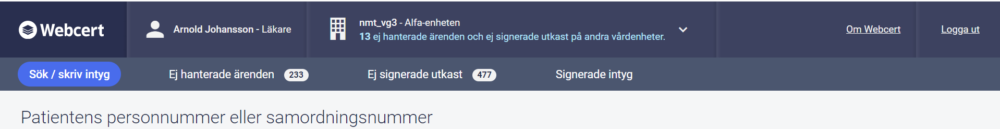 Webcert
Arnold Johansson - Läkare
nmt_vg3 - Alfa-enheten
13 ej hanterade ärenden och ej signerade utkast på andra vårdenheter.
Om Webcert
Logga ut
Sök / skriv intyg
Ej hanterade ärenden 233
Ej signerade utkast 477
Signerade intyg
Patientens personnummer eller samordningsnummer